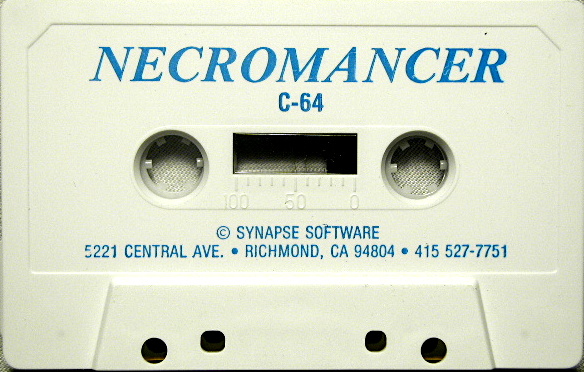 NECROMANCER
C-64
100 50 0
© SYNAPSE SOFTWARE
5221 CENTRAL AVE. • RICHMOND, CA 94804 • 415 527-7751